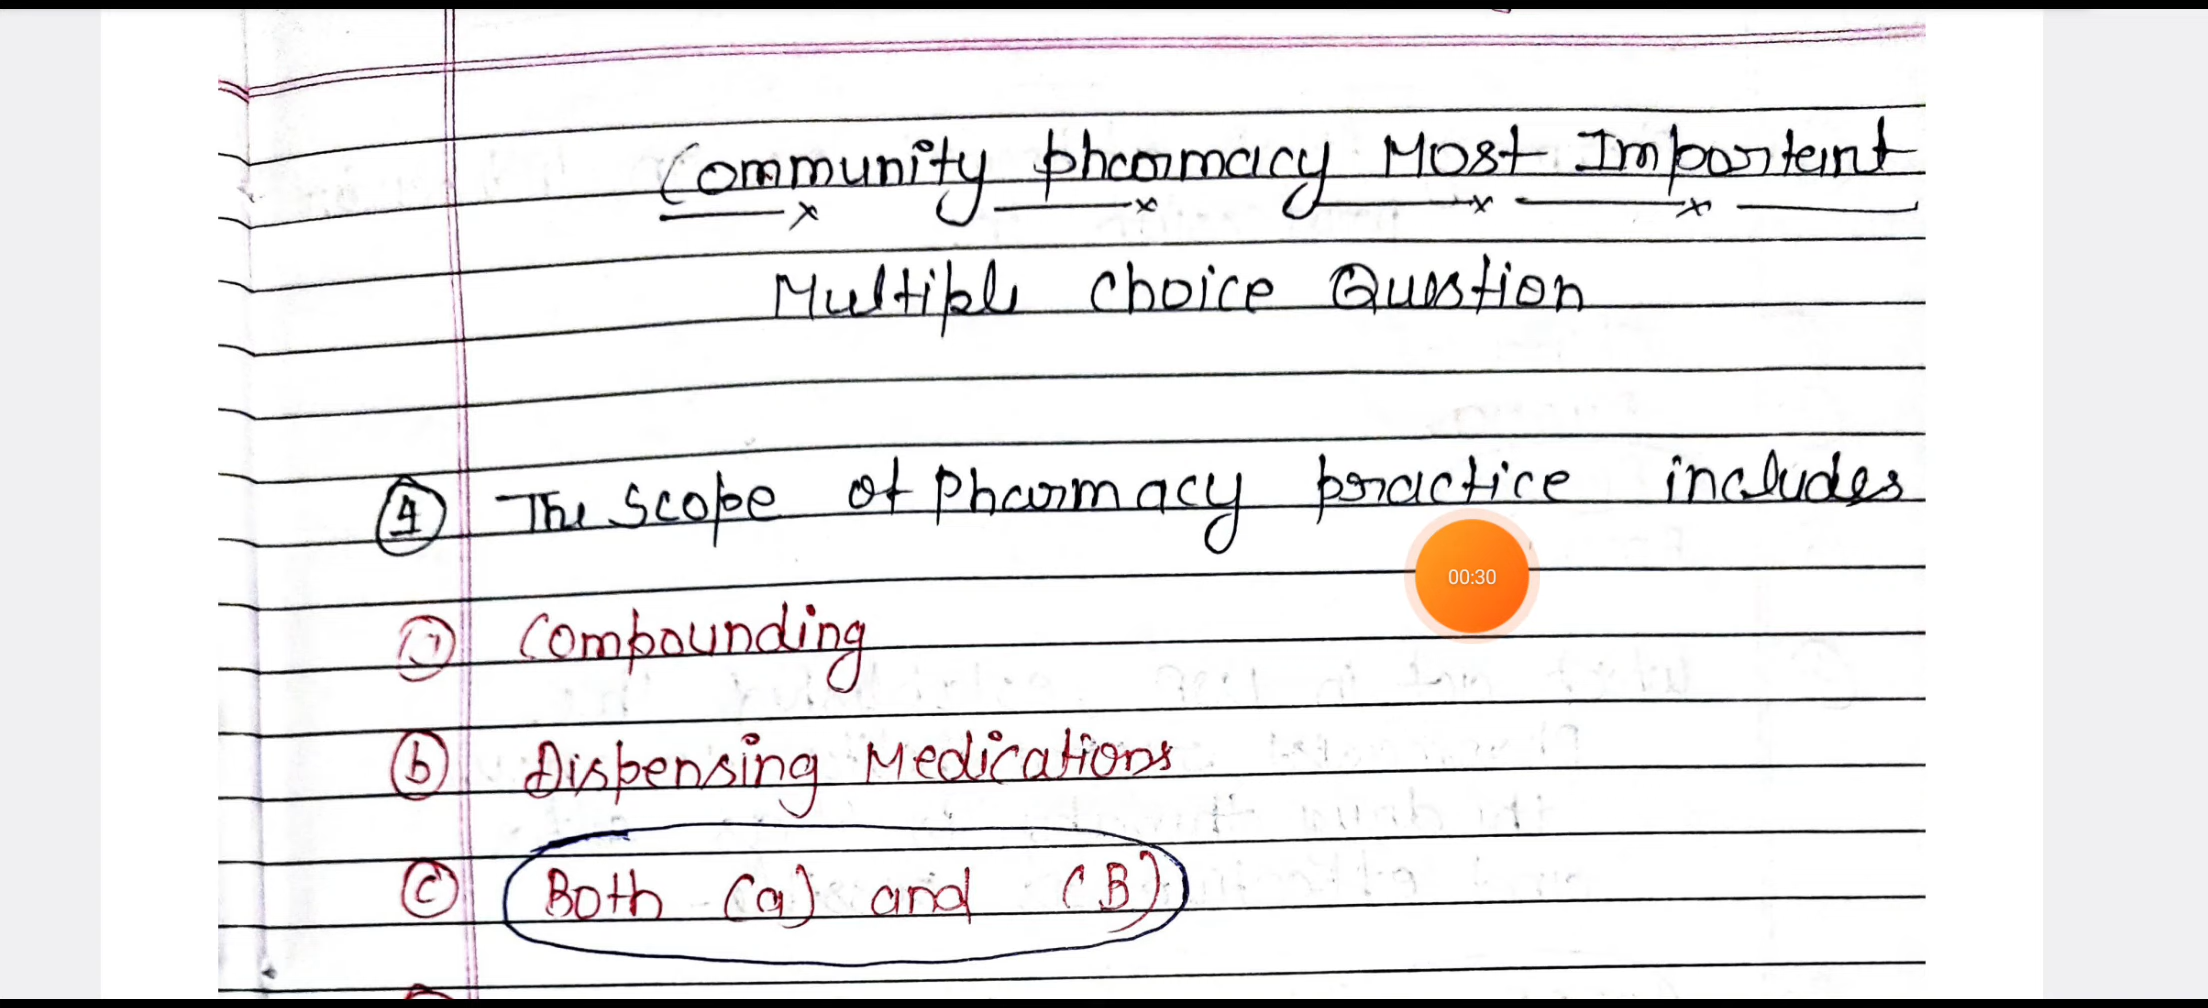 Community pharmacy Most Important
Multiple choice Question
④ The Scope of Pharmacy practice includes
00:30
ⓐ Compounding
ⓑ Dispensing Medications
ⓒ Both (a) and (B)